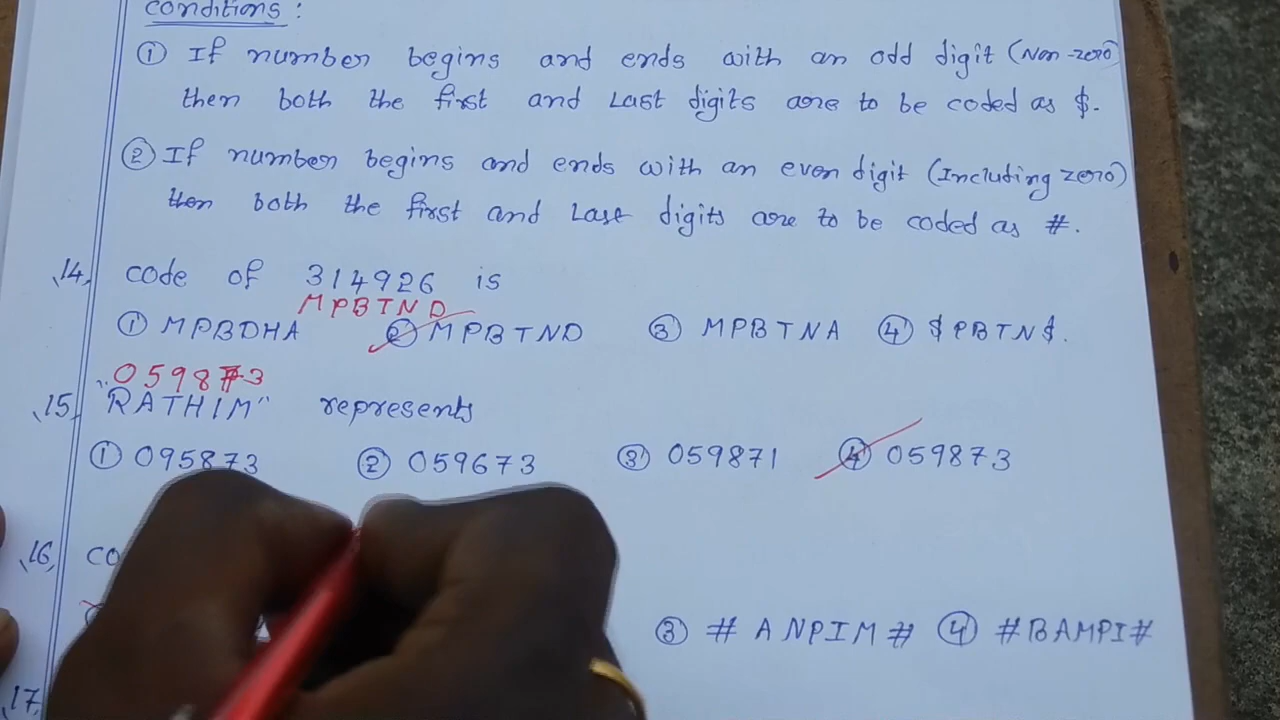 conditions :
① If number begins and ends with an odd digit (Non-zero)
then both the first and Last digits are to be coded as $.
② If number begins and ends with an even digit (Including zero)
then both the first and Last digits are to be coded as #.
14, code of 314926 is
MPBTND
① MPBDHA ② MPBTND ③ MPBTNA ④ $PBTN$.
059873
15, "RATHIM" represents
① 095873 ② 059673 ③ 059871 ④ 059873
16, co
③ #ANPIM# ④ #BAMPI#
17,